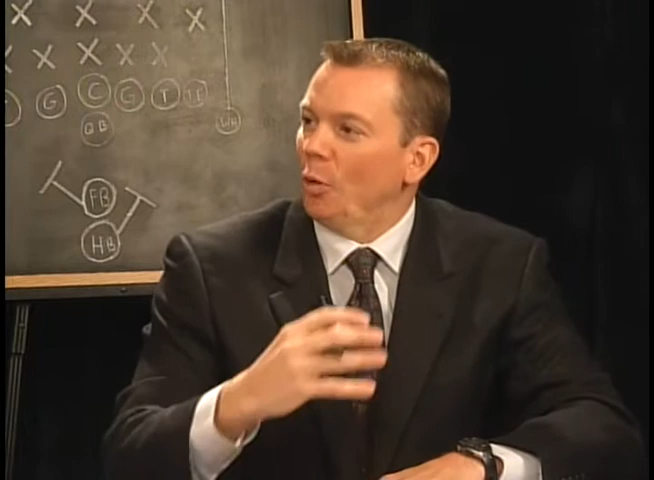 X X X X
X X X X
G C G T TE
QB WR
FB
HB